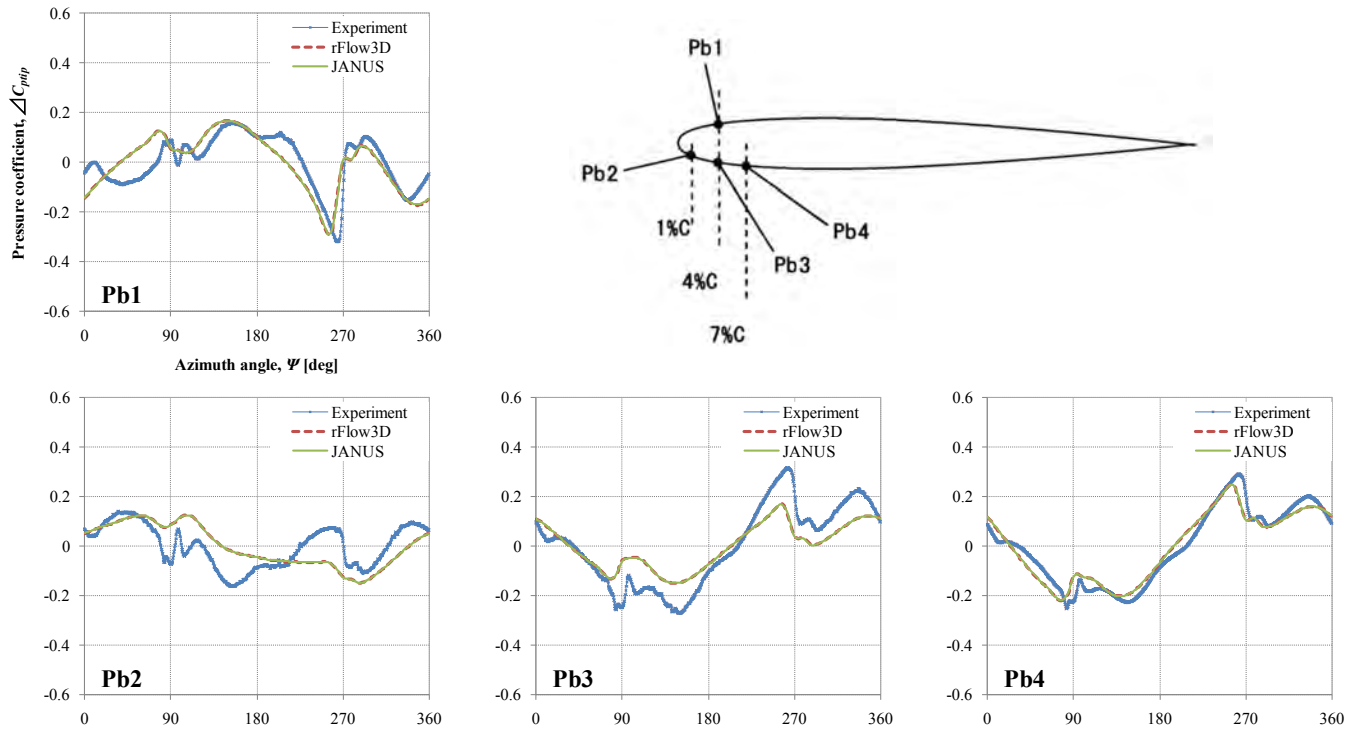 0.6
0.4
0.2
0
-0.2
-0.4
-0.6
Pressure coefficient, ⊿Cptip
Experiment
rFlow3D
JANUS
Pb1
0 90 180 270 360
Azimuth angle, Ψ [deg]
Pb1
Pb2
1%C
Pb4
Pb3
4%C
7%C
0.6
0.4
0.2
0
-0.2
-0.4
-0.6
Experiment
rFlow3D
JANUS
Pb2
0 90 180 270 360
0.6
0.4
0.2
0
-0.2
-0.4
-0.6
Experiment
rFlow3D
JANUS
Pb3
0 90 180 270 360
0.6
0.4
0.2
0
-0.2
-0.4
-0.6
Experiment
rFlow3D
JANUS
Pb4
0 90 180 270 360